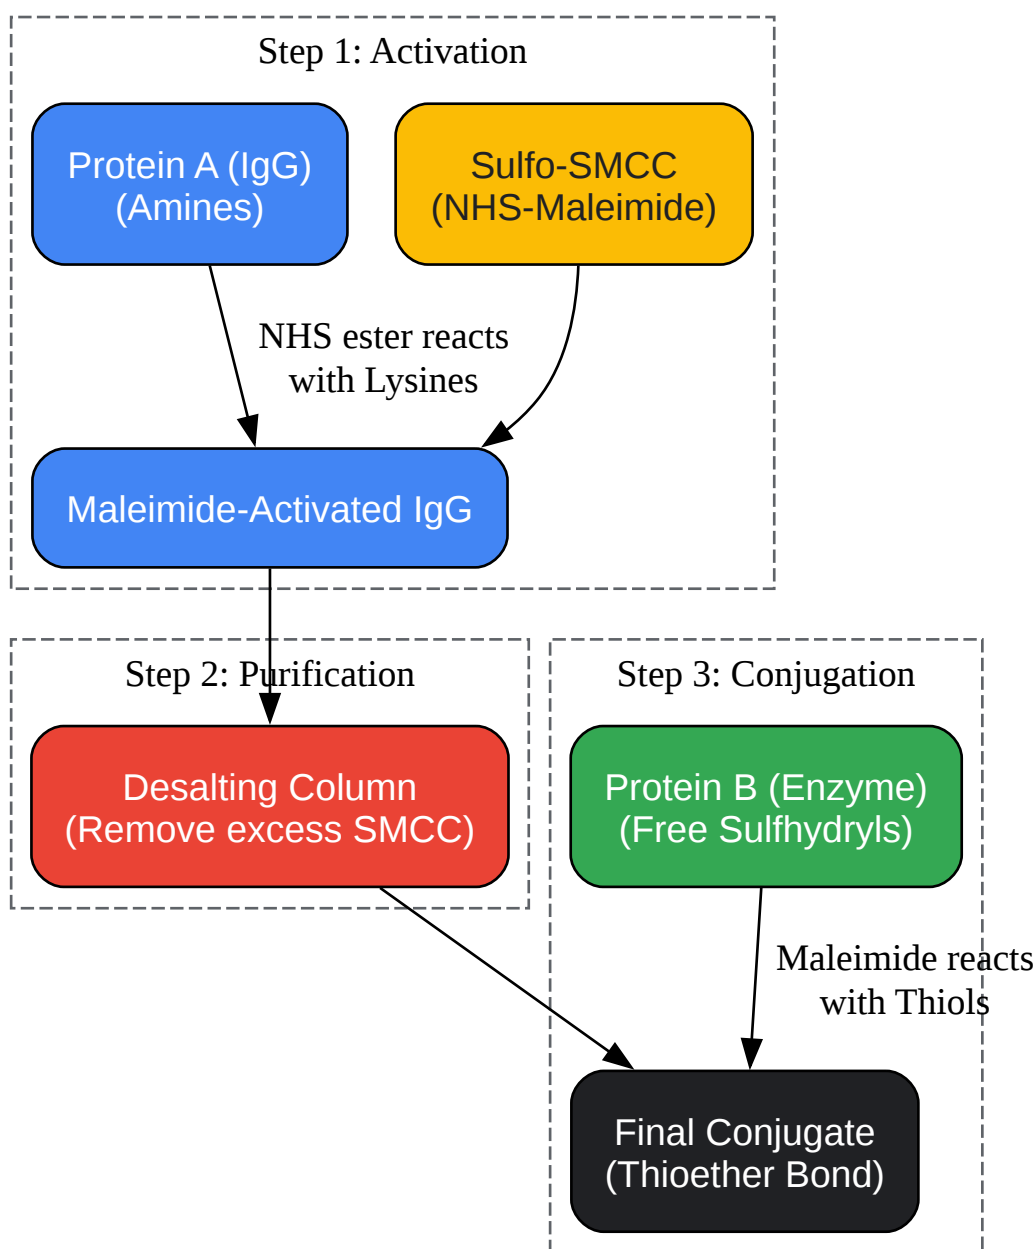 Step 1: Activation
Protein A (IgG)
(Amines)
Sulfo-SMCC
(NHS-Maleimide)
NHS ester reacts
with Lysines
Maleimide-Activated IgG
Step 2: Purification
Desalting Column
(Remove excess SMCC)
Step 3: Conjugation
Protein B (Enzyme)
(Free Sulfhydryls)
Maleimide reacts
with Thiols
Final Conjugate
(Thioether Bond)